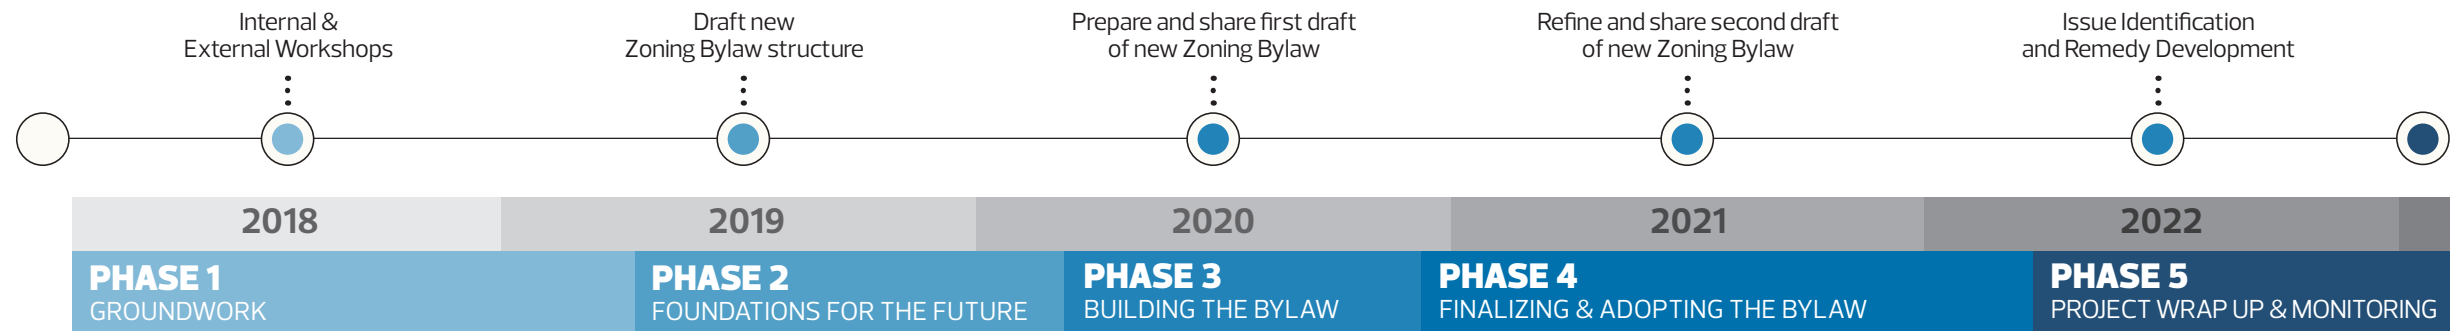 Internal &
External Workshops
Draft new
Zoning Bylaw structure
Prepare and share first draft
of new Zoning Bylaw
Refine and share second draft
of new Zoning Bylaw
Issue Identification
and Remedy Development
2018
2019
2020
2021
2022
PHASE 1
GROUNDWORK
PHASE 2
FOUNDATIONS FOR THE FUTURE
PHASE 3
BUILDING THE BYLAW
PHASE 4
FINALIZING & ADOPTING THE BYLAW
PHASE 5
PROJECT WRAP UP & MONITORING